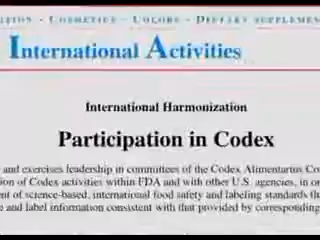 ITION • COSMETICS • COLORS • DIETARY SUPPLEMEN
International Activities
International Harmonization
Participation in Codex
and exercises leadership in committees of the Codex Alimentarius Co
ion of Codex activities within FDA and with other U.S. agencies, in or
ent of science-based, international food safety and labeling standards th
e and label information consistent with that provided by corresponding